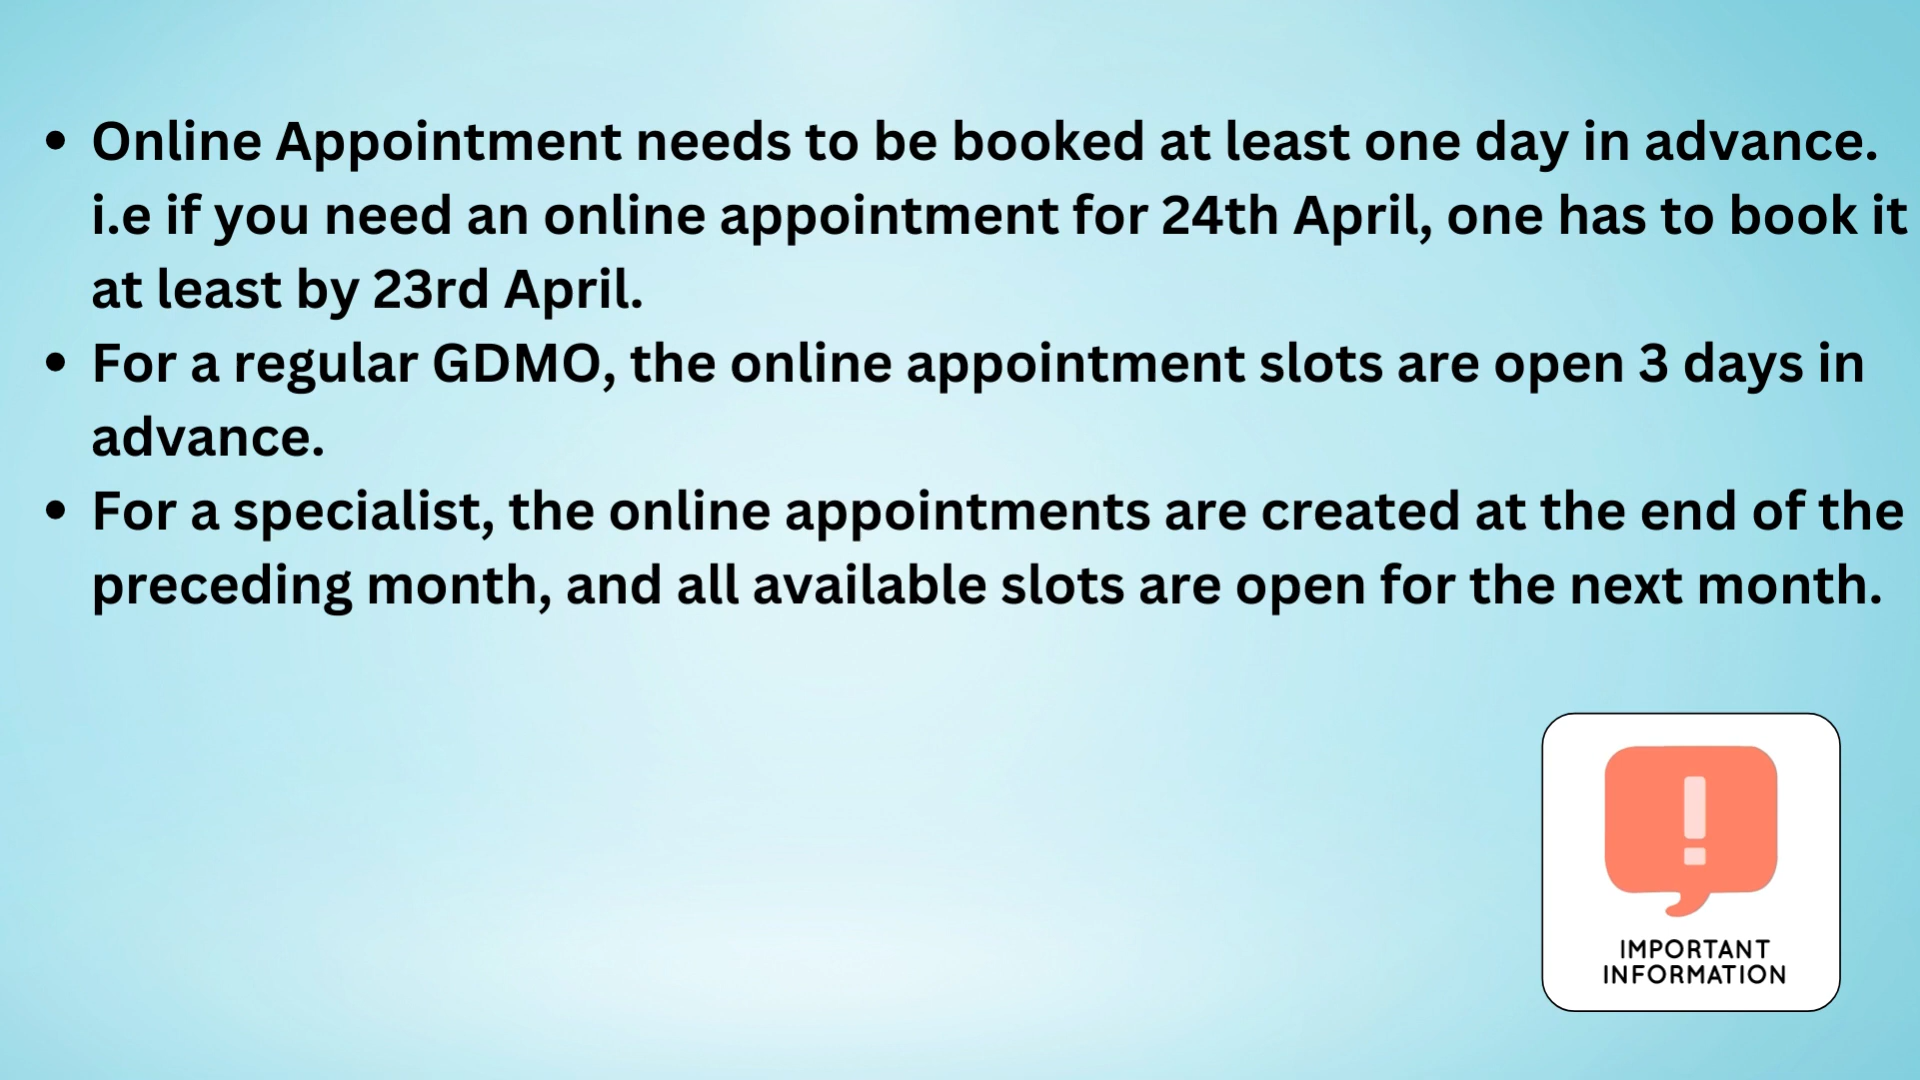 • Online Appointment needs to be booked at least one day in advance.
i.e if you need an online appointment for 24th April, one has to book it
at least by 23rd April.
• For a regular GDMO, the online appointment slots are open 3 days in
advance.
• For a specialist, the online appointments are created at the end of the
preceding month, and all available slots are open for the next month.
IMPORTANT
INFORMATION